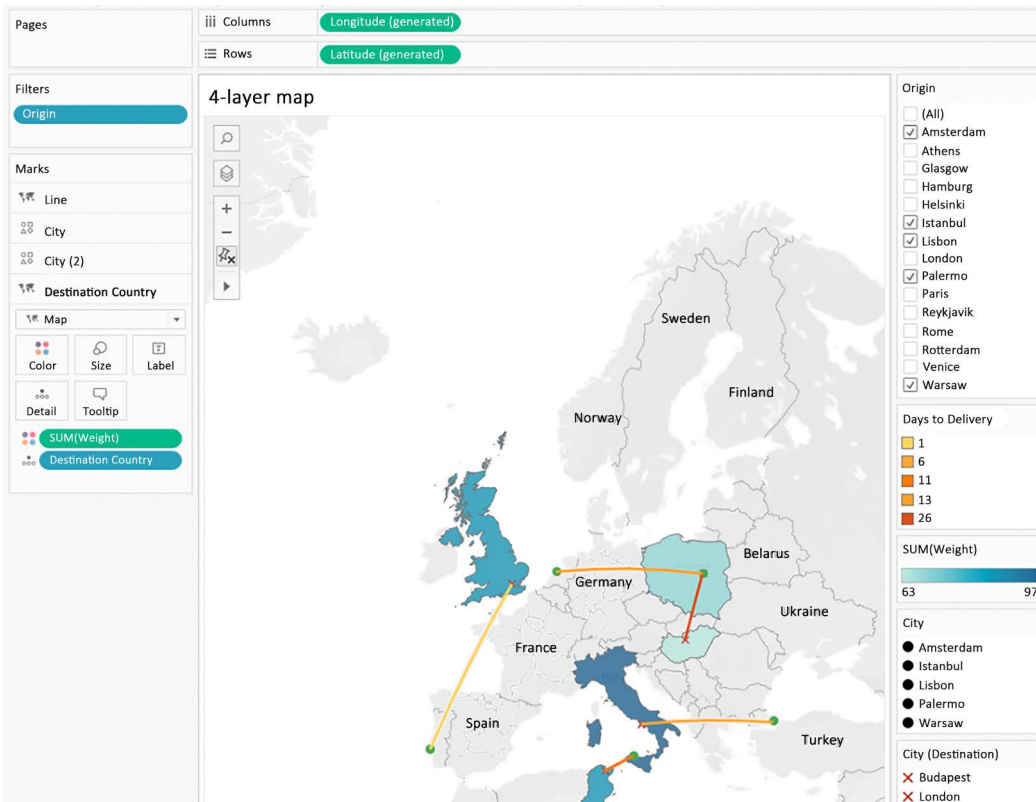 Pages
Columns
Longitude (generated)
Rows
Latitude (generated)
Filters
Origin
Marks
Line
City
City (2)
Destination Country
Map
Color
Size
Label
Detail
Tooltip
SUM(Weight)
Destination Country
4-layer map
Sweden
Finland
Norway
Belarus
Germany
Ukraine
France
Spain
Turkey
Origin
(All)
Amsterdam
Athens
Glasgow
Hamburg
Helsinki
Istanbul
Lisbon
London
Palermo
Paris
Reykjavik
Rome
Rotterdam
Venice
Warsaw
Days to Delivery
1
6
11
13
26
SUM(Weight)
63 97
City
Amsterdam
Istanbul
Lisbon
Palermo
Warsaw
City (Destination)
Budapest
London